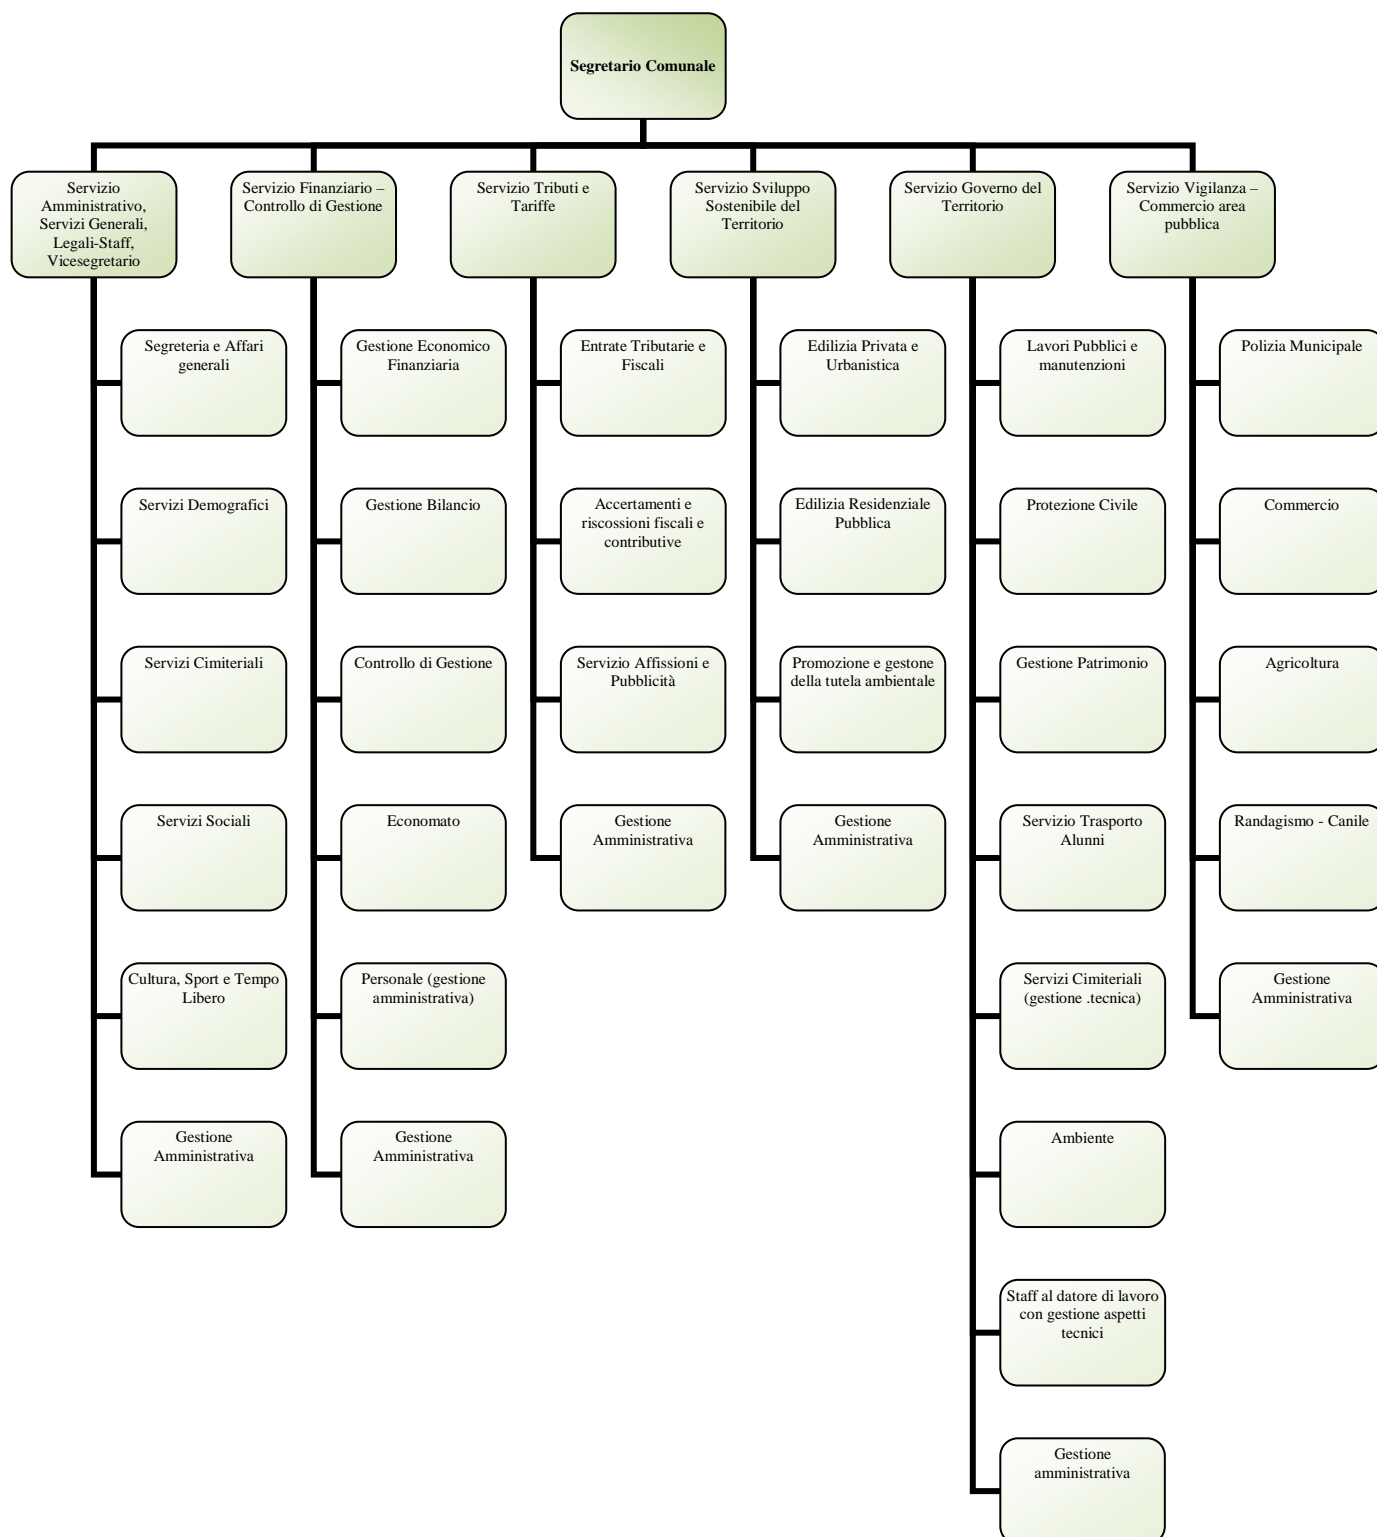 Segretario Comunale
Servizio
Amministrativo,
Servizi Generali,
Legali-Staff,
Vicesegretario
Servizio Finanziario –
Controllo di Gestione
Servizio Tributi e
Tariffe
Servizio Sviluppo
Sostenibile del
Territorio
Servizio Governo del
Territorio
Servizio Vigilanza –
Commercio area
pubblica
Segreteria e Affari
generali
Gestione Economico
Finanziaria
Entrate Tributarie e
Fiscali
Edilizia Privata e
Urbanistica
Lavori Pubblici e
manutenzioni
Polizia Municipale
Servizi Demografici
Gestione Bilancio
Accertamenti e
riscossioni fiscali e
contributive
Edilizia Residenziale
Pubblica
Protezione Civile
Commercio
Servizi Cimiteriali
Controllo di Gestione
Servizio Affissioni e
Pubblicità
Promozione e gestone
della tutela ambientale
Gestione Patrimonio
Agricoltura
Servizi Sociali
Economato
Gestione
Amministrativa
Gestione
Amministrativa
Servizio Trasporto
Alunni
Randagismo - Canile
Cultura, Sport e Tempo
Libero
Personale (gestione
amministrativa)
Servizi Cimiteriali
(gestione .tecnica)
Gestione
Amministrativa
Gestione
Amministrativa
Gestione
Amministrativa
Ambiente
Staff al datore di lavoro
con gestione aspetti
tecnici
Gestione
amministrativa